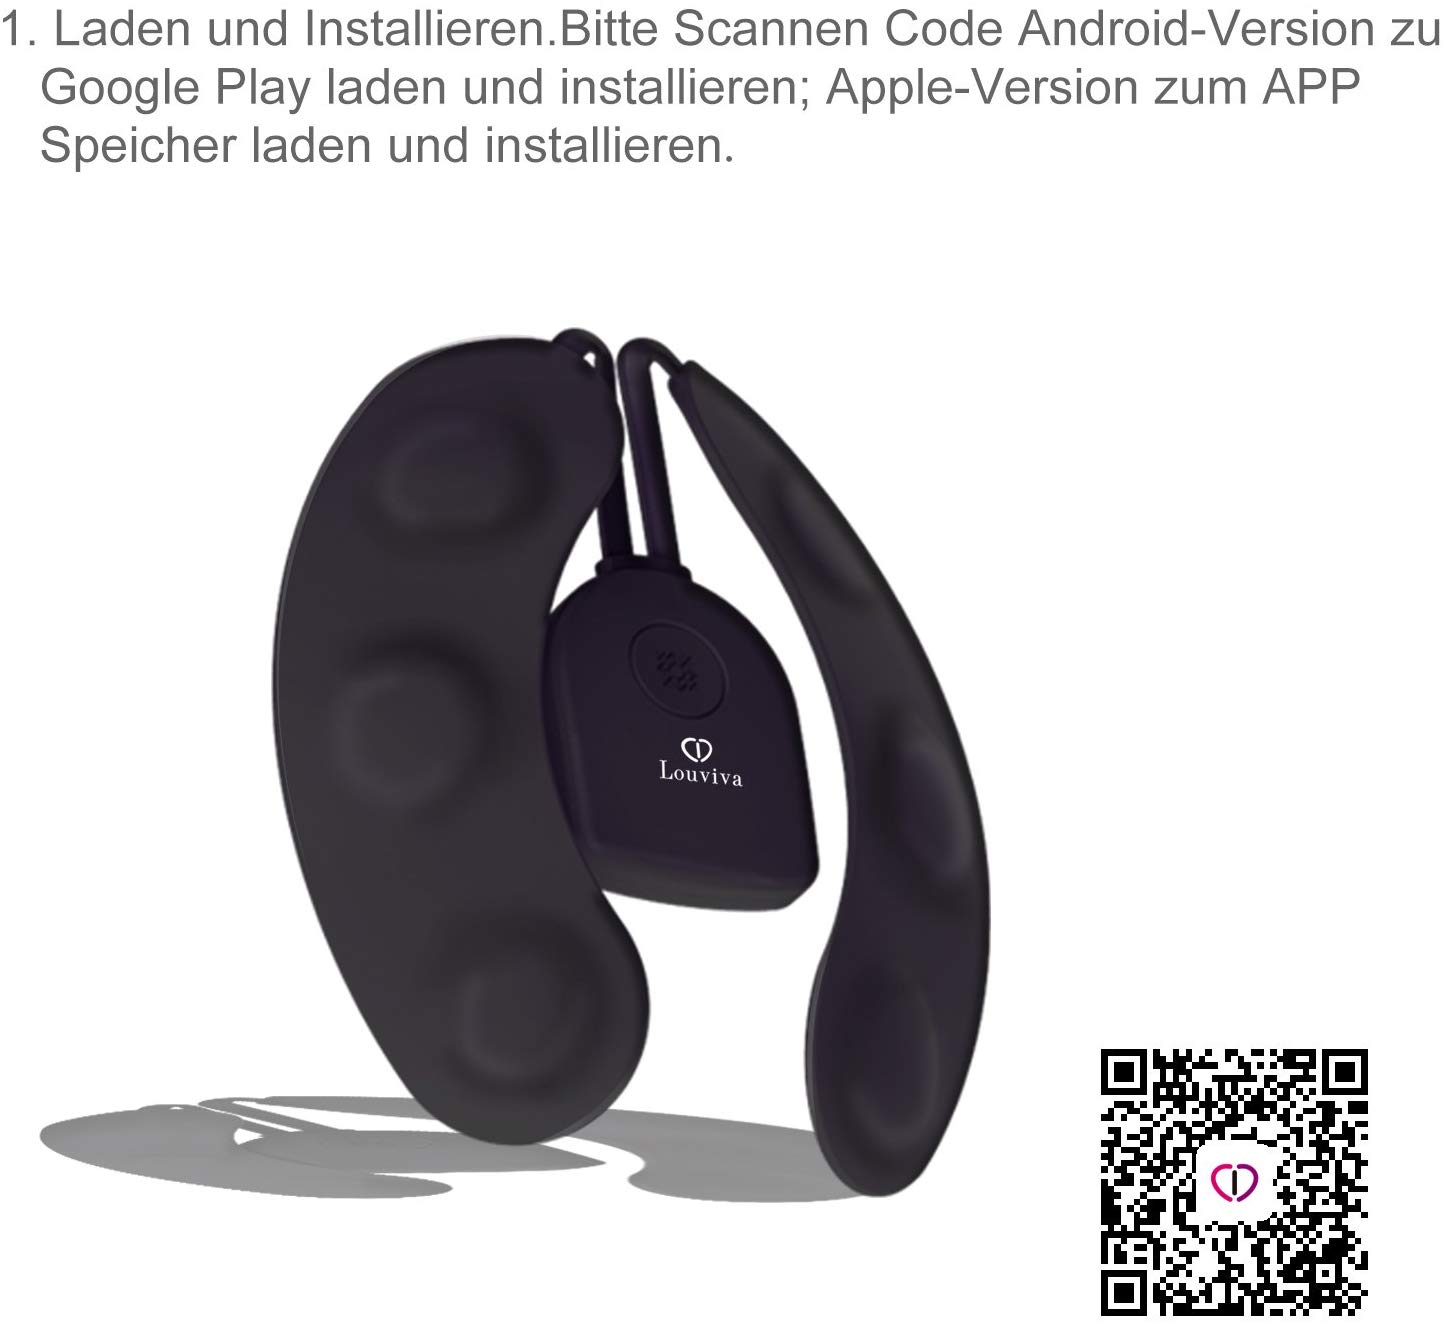 1. Laden und Installieren.Bitte Scannen Code Android-Version zu
Google Play laden und installieren; Apple-Version zum APP
Speicher laden und installieren.
Louviva